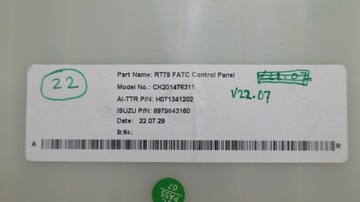 22
Part Name: RT79 FATC Control Panel
Model No.: CK201476311
AI-TTR P/N: H071341202
V22.07
ISUZU P/N: 8979643160
Date: 22.07.29
Sr.No.:
A R
PASS
07